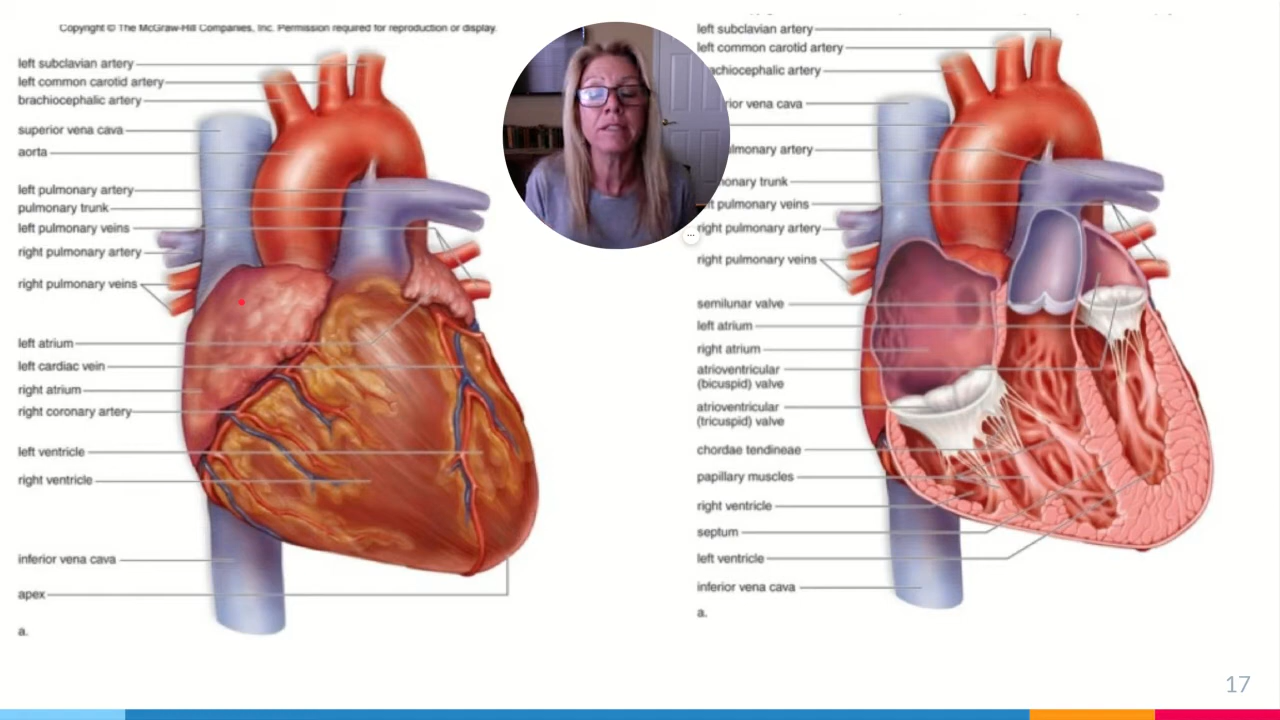 Copyright © The McGraw-Hill Companies, Inc. Permission required for reproduction or display.
left subclavian artery
left common carotid artery
brachiocephalic artery
superior vena cava
aorta
left pulmonary artery
pulmonary trunk
left pulmonary veins
right pulmonary artery
right pulmonary veins
left atrium
left cardiac vein
right atrium
right coronary artery
left ventricle
right ventricle
inferior vena cava
apex
a.
left subclavian artery
left common carotid artery
artery
vena cava
artery
trunk
pulmonary veins
right pulmonary artery
right pulmonary veins
semilunar valve
left atrium
right atrium
atrioventricular
(bicuspid) valve
atrioventricular
(tricuspid) valve
chordae tendineae
papillary muscles
right ventricle
septum
left ventricle
inferior vena cava
a.
17